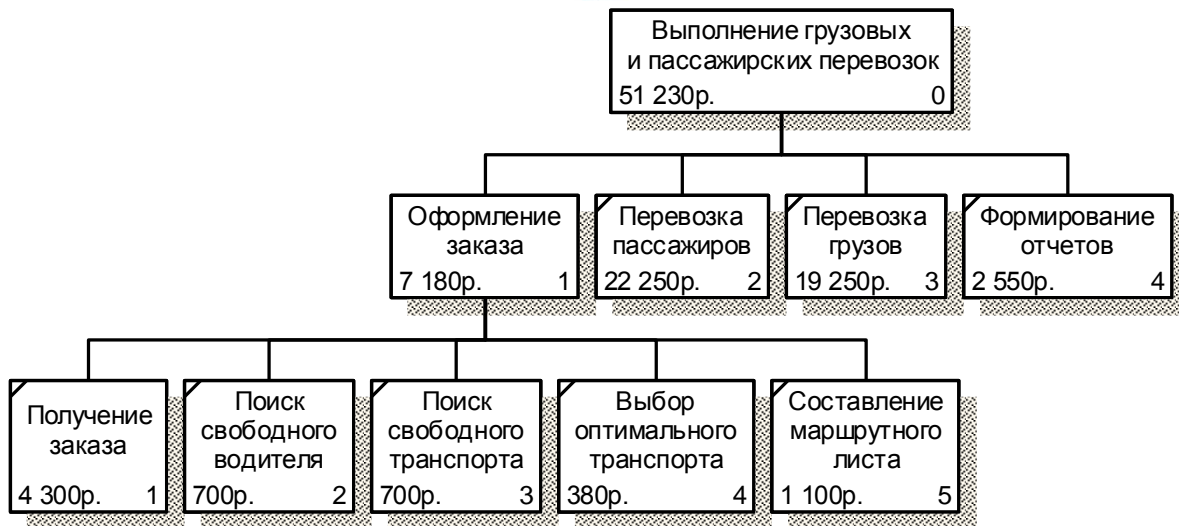 Выполнение грузовых
и пассажирских перевозок
51 230р. 0
Оформление
заказа
7 180р. 1
Перевозка
пассажиров
22 250р. 2
Перевозка
грузов
19 250р. 3
Формирование
отчетов
2 550р. 4
Получение
заказа
4 300р. 1
Поиск
свободного
водителя
700р. 2
Поиск
свободного
транспорта
700р. 3
Выбор
оптимального
транспорта
380р. 4
Составление
маршрутного
листа
1 100р. 5